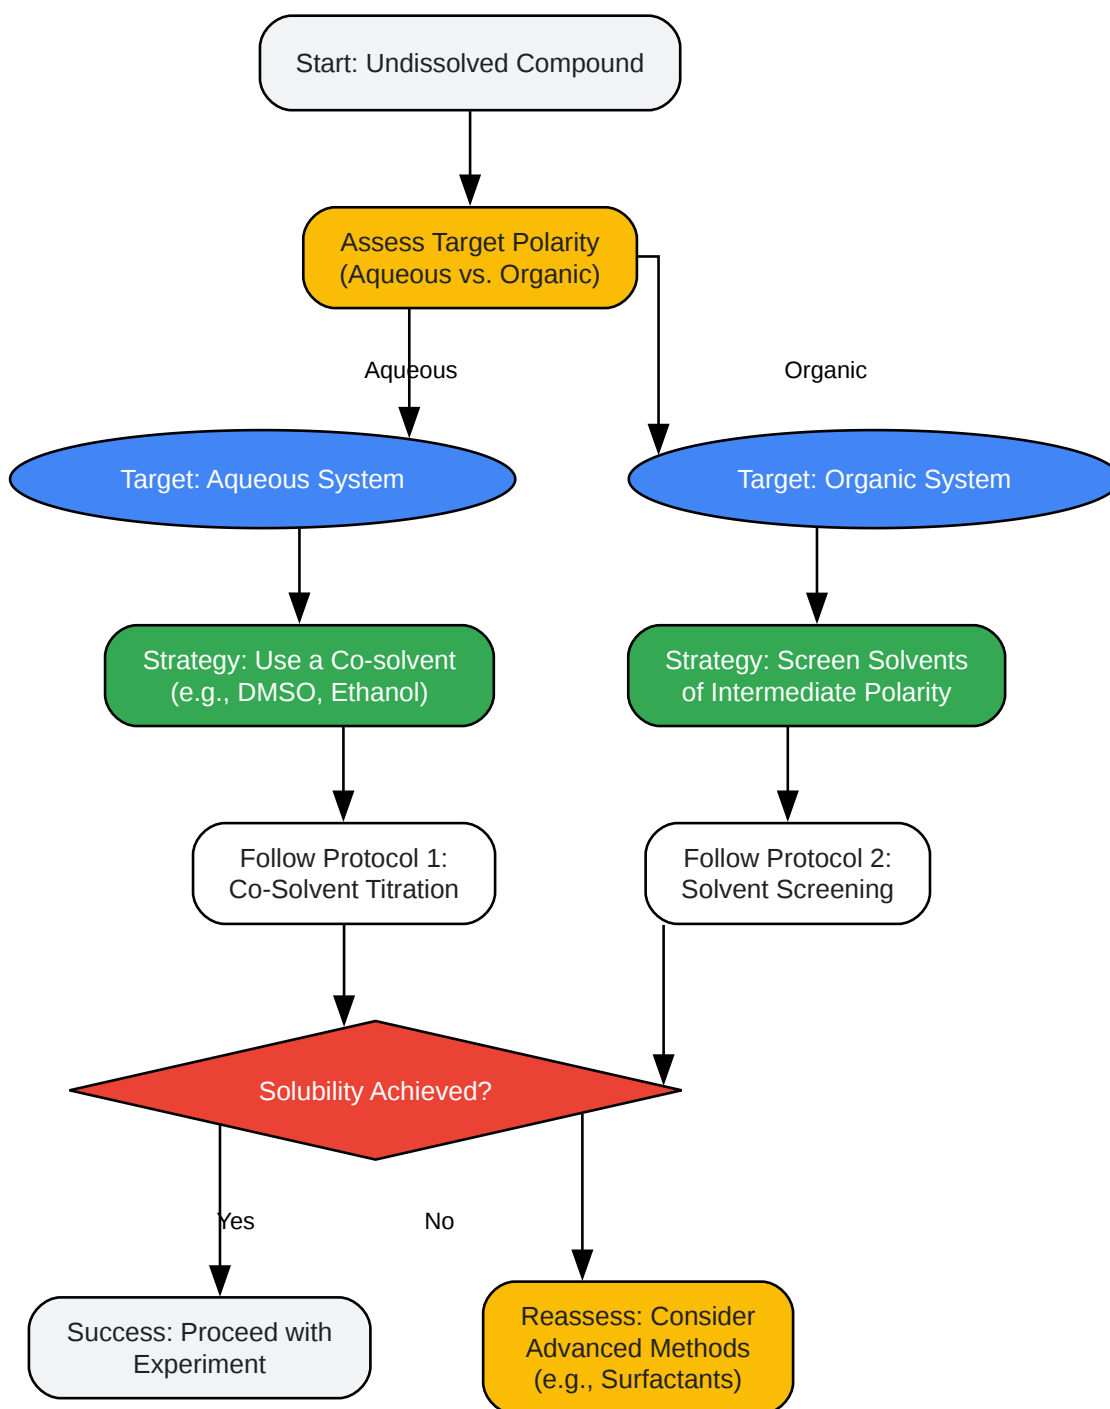 Start: Undissolved Compound
Assess Target Polarity
(Aqueous vs. Organic)
Aqueous
Organic
Target: Aqueous System
Target: Organic System
Strategy: Use a Co-solvent
(e.g., DMSO, Ethanol)
Strategy: Screen Solvents
of Intermediate Polarity
Follow Protocol 1:
Co-Solvent Titration
Follow Protocol 2:
Solvent Screening
Solubility Achieved?
Yes
No
Success: Proceed with
Experiment
Reassess: Consider
Advanced Methods
(e.g., Surfactants)